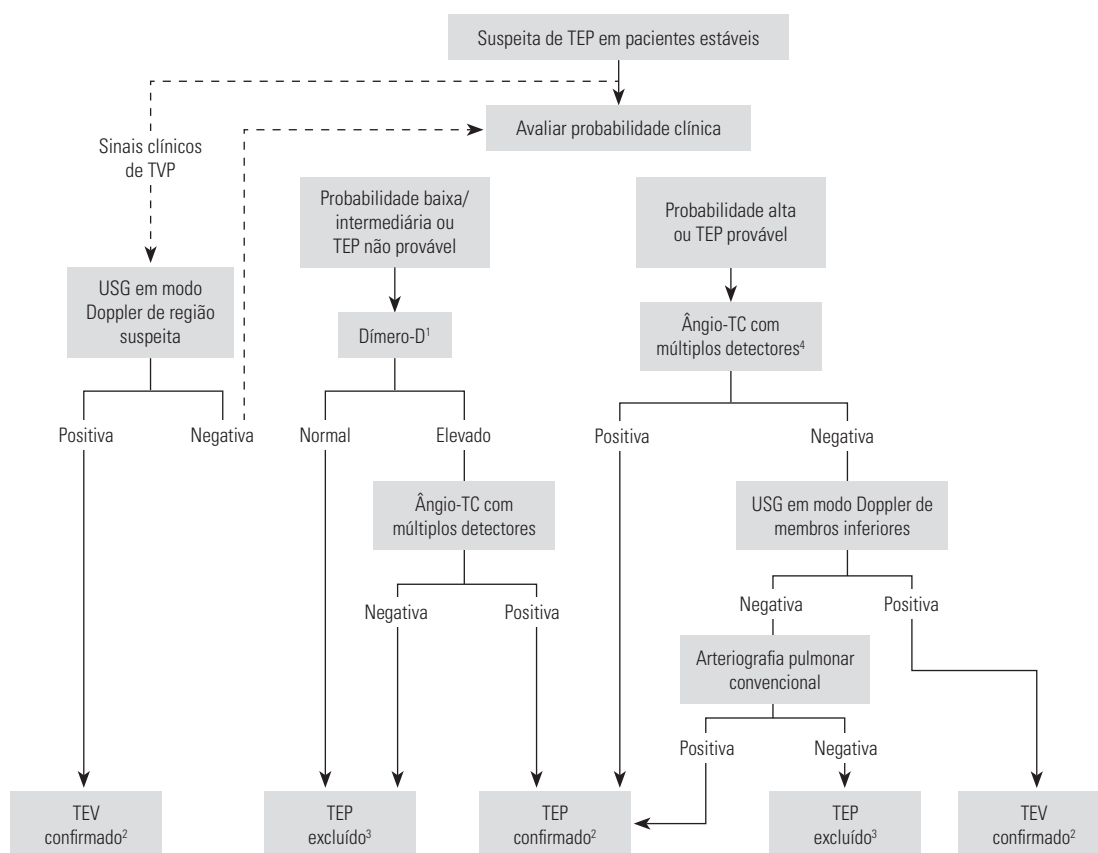 Suspeita de TEP em pacientes estáveis
Avaliar probabilidade clínica
Sinais clínicos
de TVP
Probabilidade baixa/
intermediária ou
TEP não provável
Probabilidade alta
ou TEP provável
USG em modo
Doppler de região
suspeita
Dímero-D¹
Ângio-TC com
múltiplos detectores⁴
Positiva
Negativa
Normal
Elevado
Positiva
Negativa
Ângio-TC com
múltiplos detectores
USG em modo Doppler de
membros inferiores
Negativa
Positiva
Negativa
Positiva
Arteriografia pulmonar
convencional
Positiva
Negativa
TEV
confirmado²
TEP
excluído³
TEP
confirmado²
TEP
excluído³
TEV
confirmado²